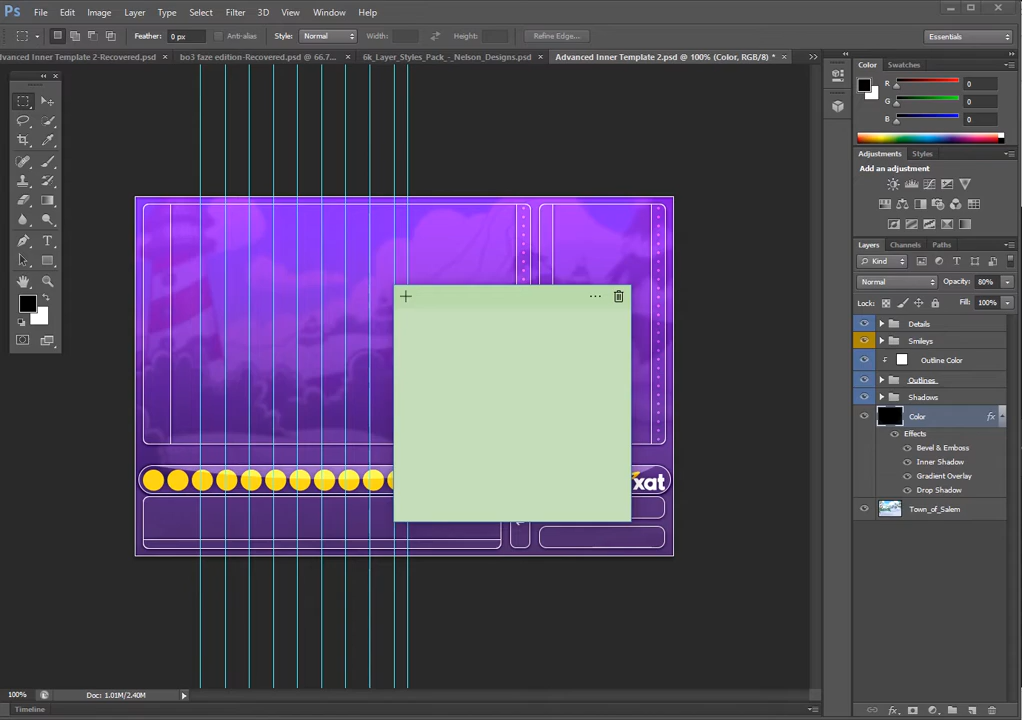 Ps File Edit Image Layer Type Select Filter 3D View Window Help
Feather: 0 px Anti-alias Style: Normal Width: Height: Refine Edge... Essentials
Advanced Inner Template 2-Recovered.psd × bo3 faze edition-Recovered.psd @ 66.7... × 6k_Layer_Styles_Pack_-_Nelson_Designs.psd × Advanced Inner Template 2.psd @ 100% (Color, RGB/8) * ×
Color Swatches
R 0
G 0
B 0
Adjustments Styles
Add an adjustment
Layers Channels Paths
Kind
Normal Opacity: 80%
Lock: Fill: 100%
Details
Smileys
Outline Color
Outlines
Shadows
Color fx
Effects
Bevel & Emboss
Inner Shadow
Gradient Overlay
Drop Shadow
Town_of_Salem
xat
100% Doc: 1.01M/2.40M
Timeline